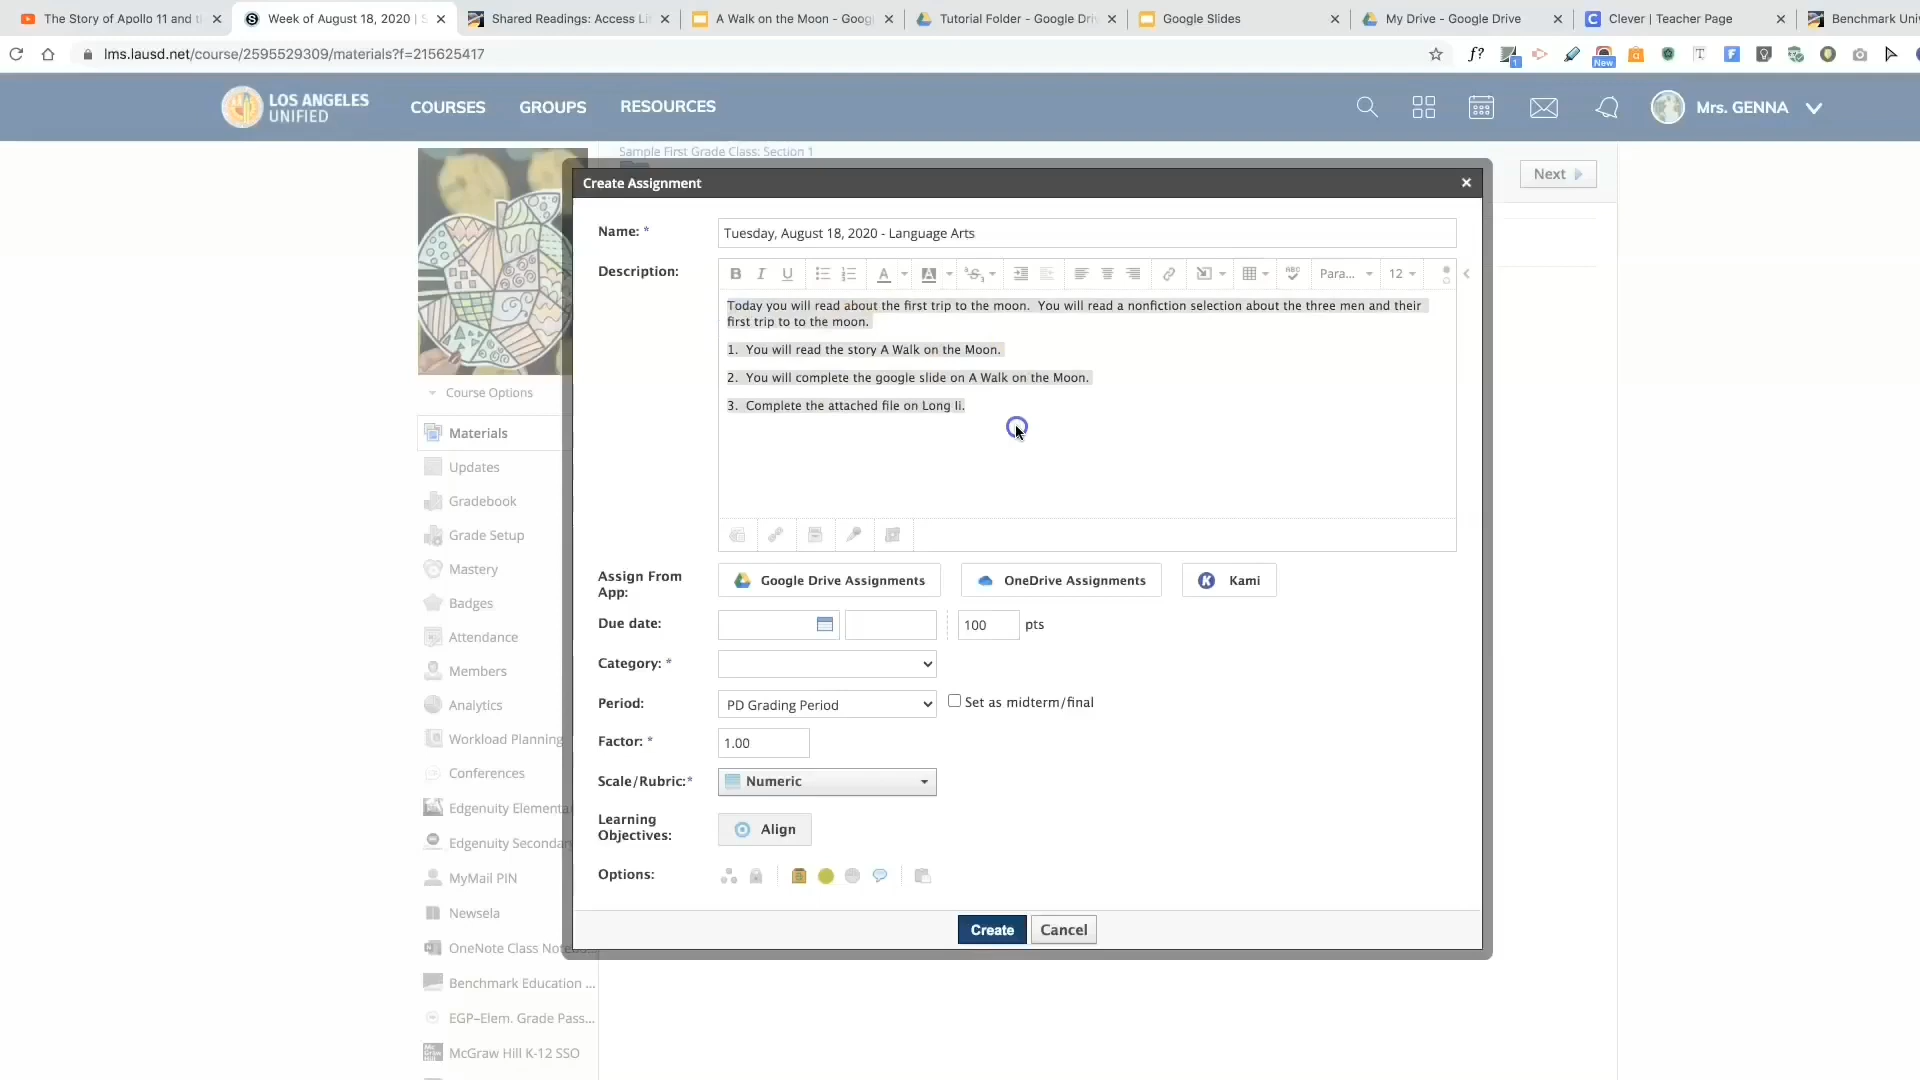 The Story of Apollo 11 and t
Week of August 18, 2020 | S
Shared Readings: Access Li
A Walk on the Moon - Goog
Tutorial Folder - Google Dri
Google Slides
My Drive - Google Drive
Clever | Teacher Page
Benchmark Uni
lms.lausd.net/course/2595529309/materials?f=215625417
New
LOS ANGELES
UNIFIED
COURSES
GROUPS
RESOURCES
Mrs. GENNA
Sample First Grade Class: Section 1
Next
Create Assignment
Name: *
Tuesday, August 18, 2020 - Language Arts
Description:
B I U
Para...
12
Today you will read about the first trip to the moon.  You will read a nonfiction selection about the three men and their
first trip to to the moon.
1.  You will read the story A Walk on the Moon.
2.  You will complete the google slide on A Walk on the Moon.
3.  Complete the attached file on Long Ii.
Course Options
Materials
Updates
Gradebook
Grade Setup
Mastery
Badges
Attendance
Members
Analytics
Workload Planning
Conferences
Edgenuity Elementa
Edgenuity Secondar
MyMail PIN
Newsela
OneNote Class Note
Benchmark Education ...
EGP–Elem. Grade Pass...
McGraw Hill K-12 SSO
Assign From
App:
Google Drive Assignments
OneDrive Assignments
K Kami
Due date:
100 pts
Category: *
Period:
PD Grading Period
Set as midterm/final
Factor: *
1.00
Scale/Rubric:*
Numeric
Learning
Objectives:
Align
Options:
Create
Cancel